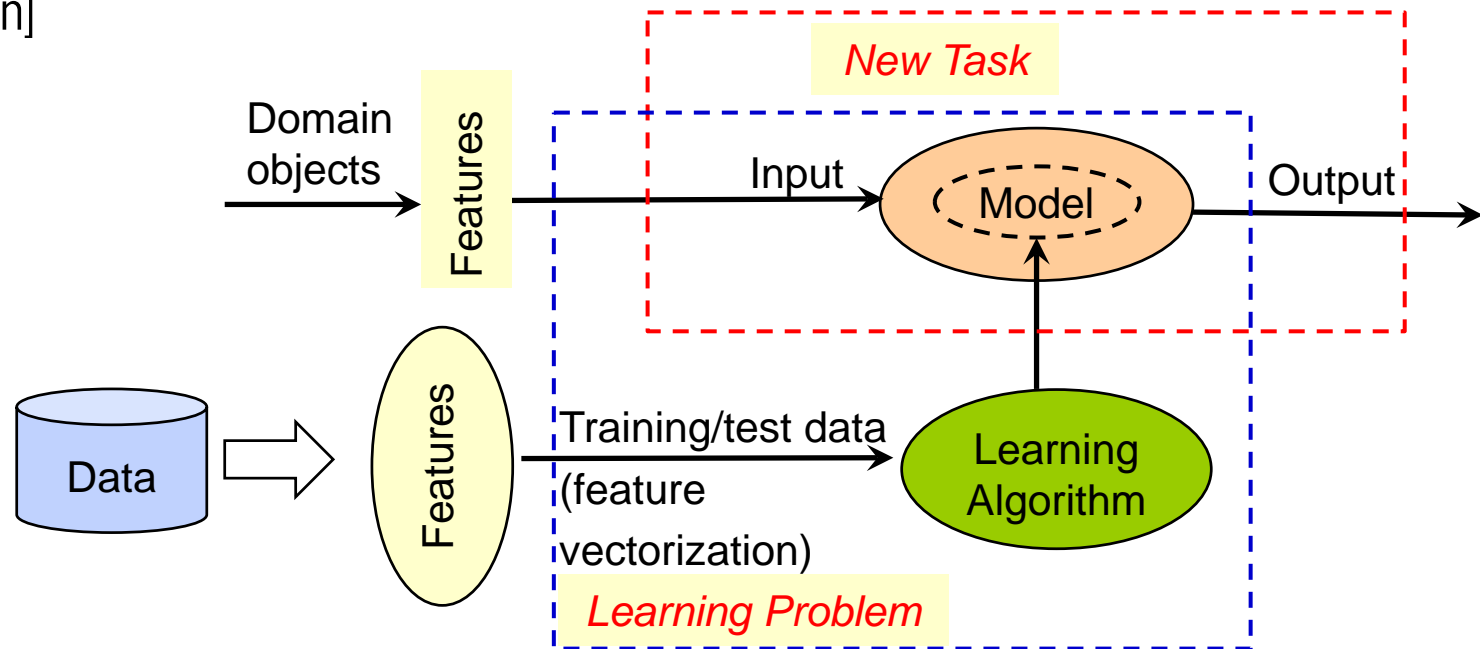 n]
New Task
Domain
objects
Features
Input
Model
Output
Data
Features
Training/test data
(feature
vectorization)
Learning
Algorithm
Learning Problem